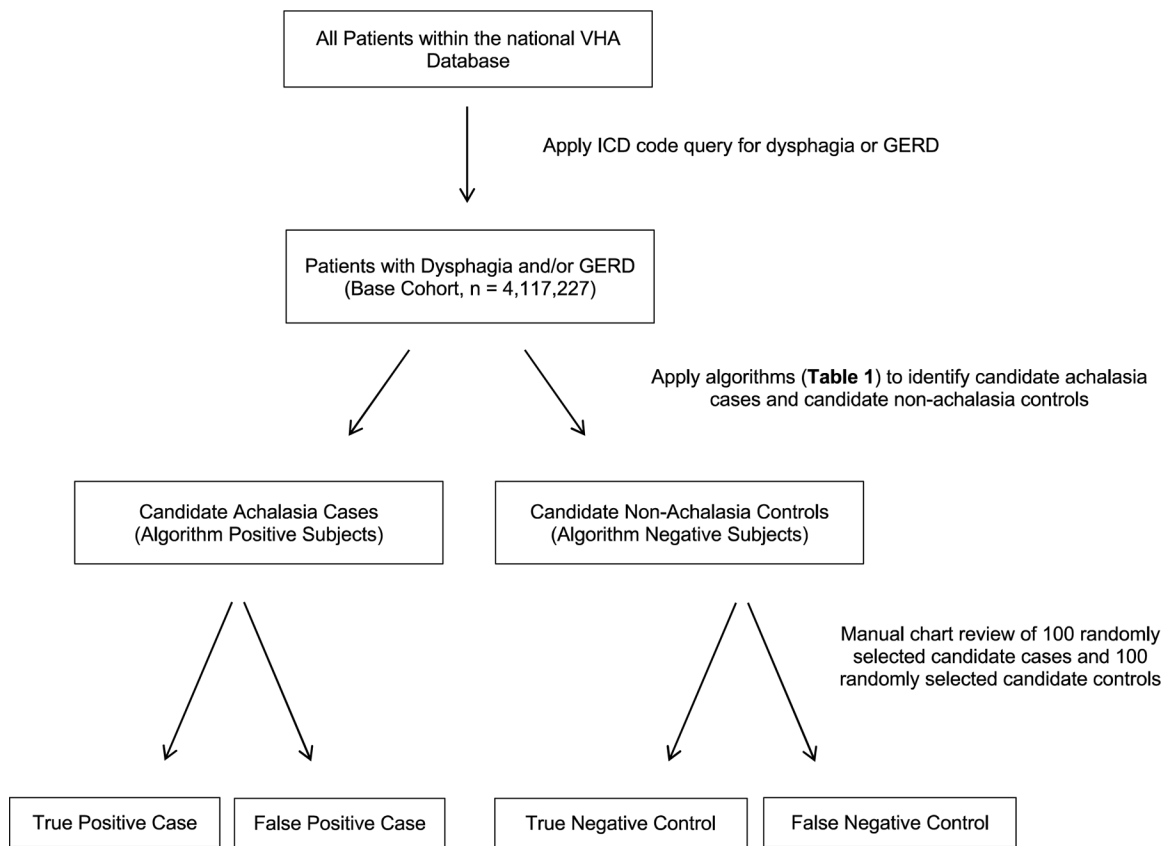 All Patients within the national VHA
Database
Apply ICD code query for dysphagia or GERD
Patients with Dysphagia and/or GERD
(Base Cohort, n = 4,117,227)
Apply algorithms (Table 1) to identify candidate achalasia
cases and candidate non-achalasia controls
Candidate Achalasia Cases
(Algorithm Positive Subjects)
Candidate Non-Achalasia Controls
(Algorithm Negative Subjects)
Manual chart review of 100 randomly
selected candidate cases and 100
randomly selected candidate controls
True Positive Case
False Positive Case
True Negative Control
False Negative Control